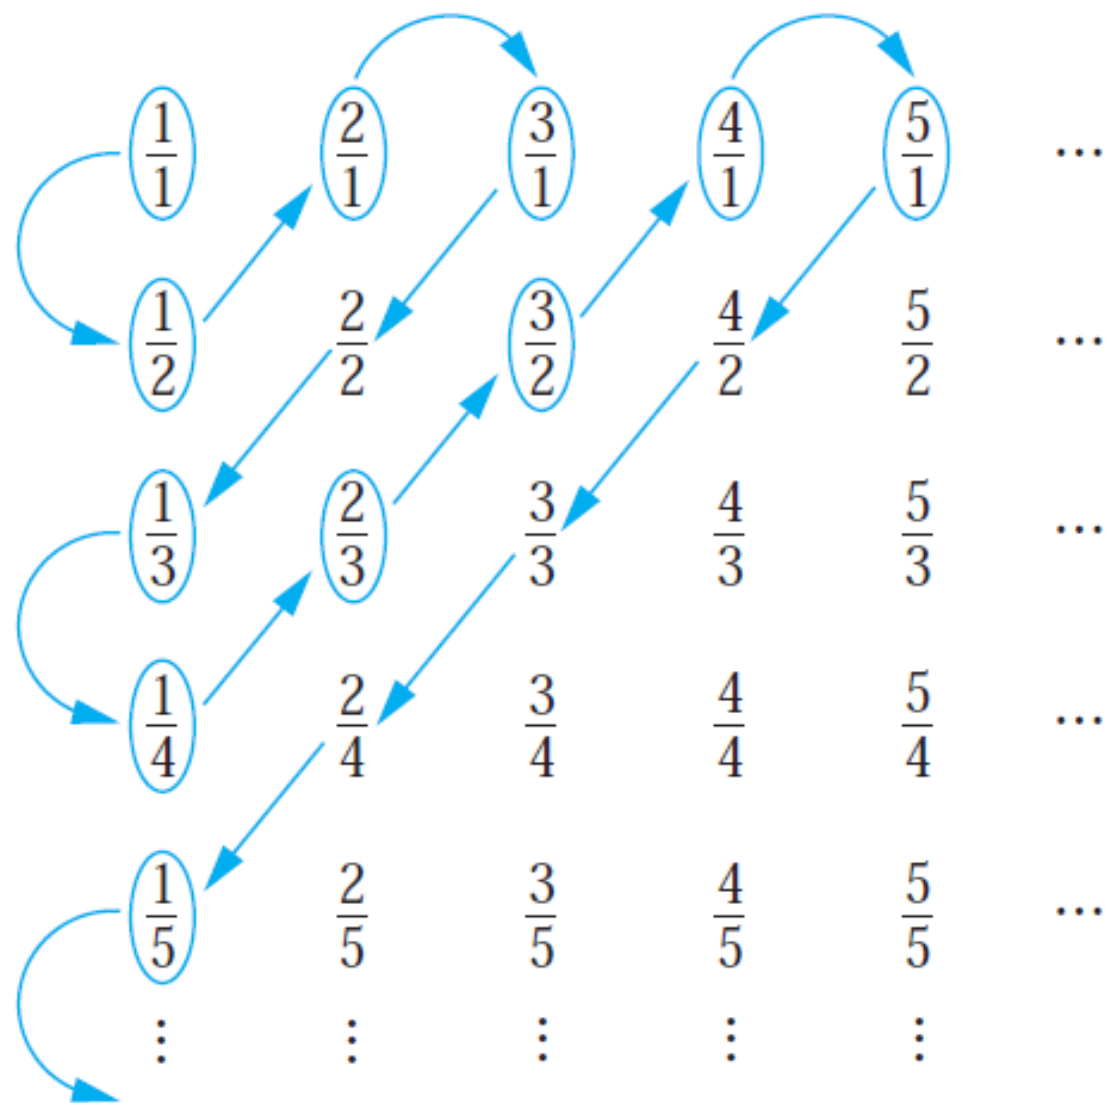 1/1 2/1 3/1 4/1 5/1 ...
1/2 2/2 3/2 4/2 5/2 ...
1/3 2/3 3/3 4/3 5/3 ...
1/4 2/4 3/4 4/4 5/4 ...
1/5 2/5 3/5 4/5 5/5 ...
⋮ ⋮ ⋮ ⋮ ⋮